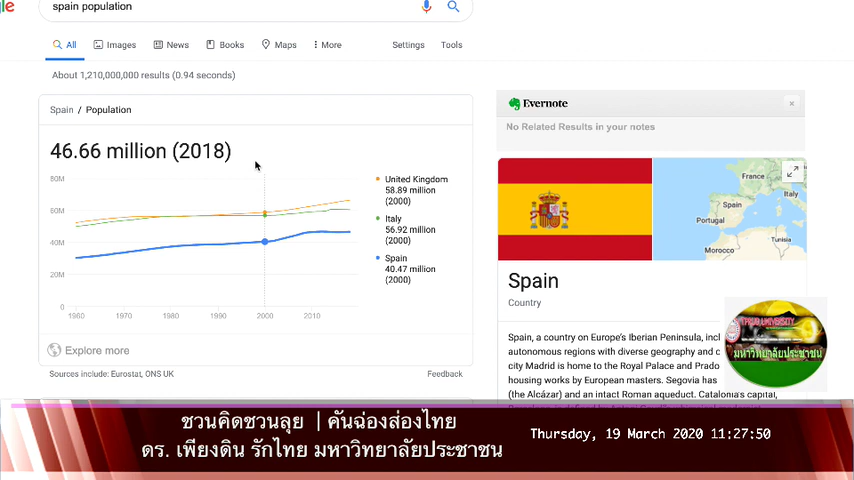 le
spain population
All
Images
News
Books
Maps
More
Settings
Tools
About 1,210,000,000 results (0.94 seconds)
Spain / Population
46.66 million (2018)
80M
60M
40M
20M
0
1960
1970
1980
1990
2000
2010
United Kingdom
58.89 million
(2000)
Italy
56.92 million
(2000)
Spain
40.47 million
(2000)
Explore more
Sources include: Eurostat, ONS UK
Feedback
Evernote
No Related Results in your notes
France
Italy
Spain
Portugal
Tunisia
Morocco
Spain
Country
Spain, a country on Europe's Iberian Peninsula, incl
autonomous regions with diverse geography and c
city Madrid is home to the Royal Palace and Prado
housing works by European masters. Segovia has
(the Alcázar) and an intact Roman aqueduct. Catalonia's capital,
UNIVERSITY
มหาวิทยาลัยประชาชน
ชวนคิดชวนลุย | คันฉ่องส่องไทย
ดร. เพียงดิน รักไทย มหาวิทยาลัยประชาชน
Thursday, 19 March 2020 11:27:50